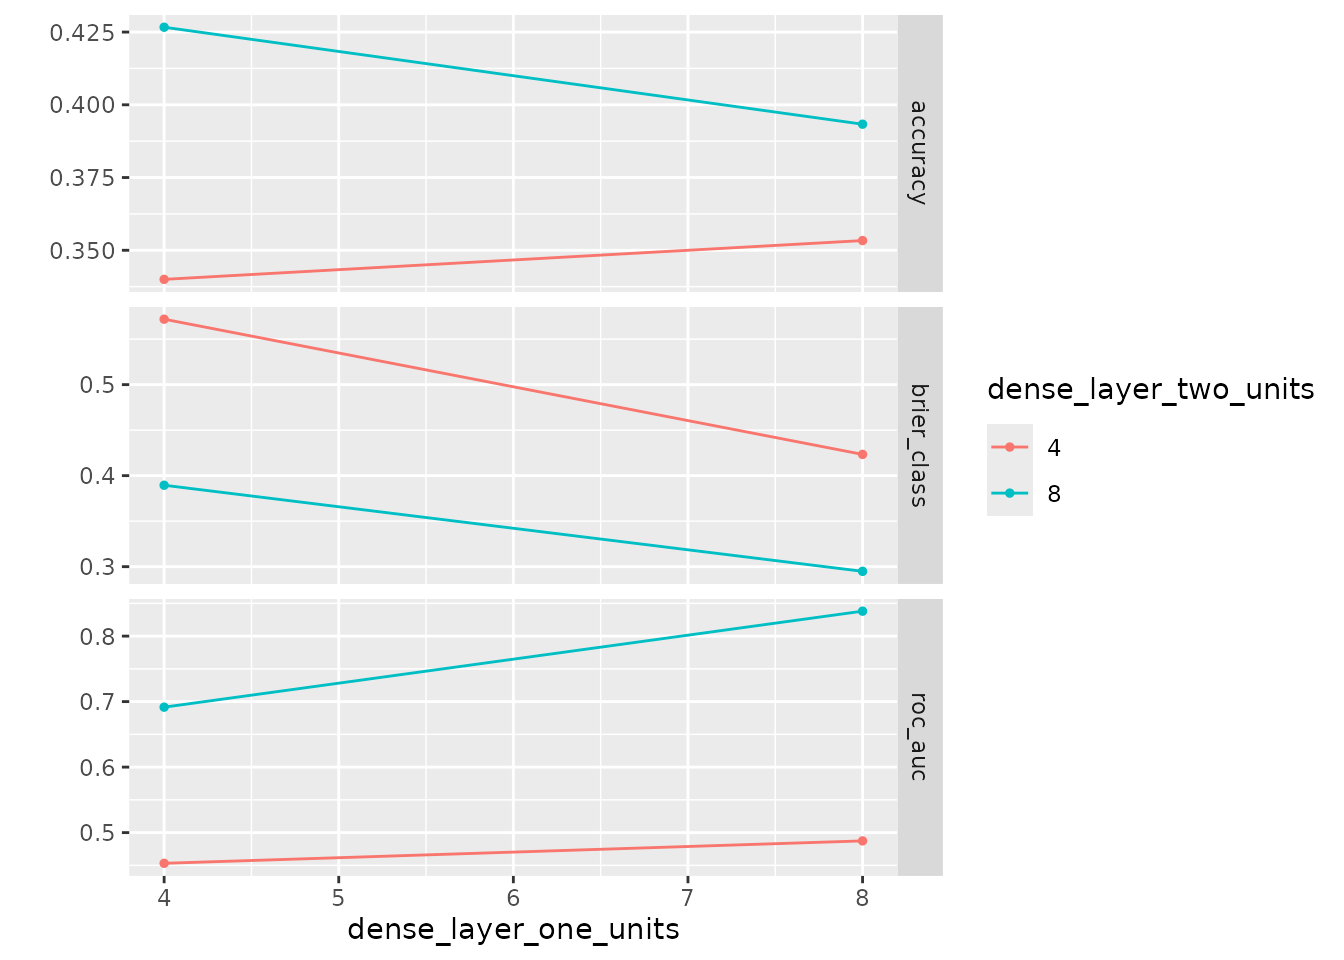 0.425
0.400
0.375
0.350
accuracy
0.5
0.4
0.3
brier_class
0.8
0.7
0.6
0.5
roc_auc
4 5 6 7 8
dense_layer_one_units
dense_layer_two_units
4
8